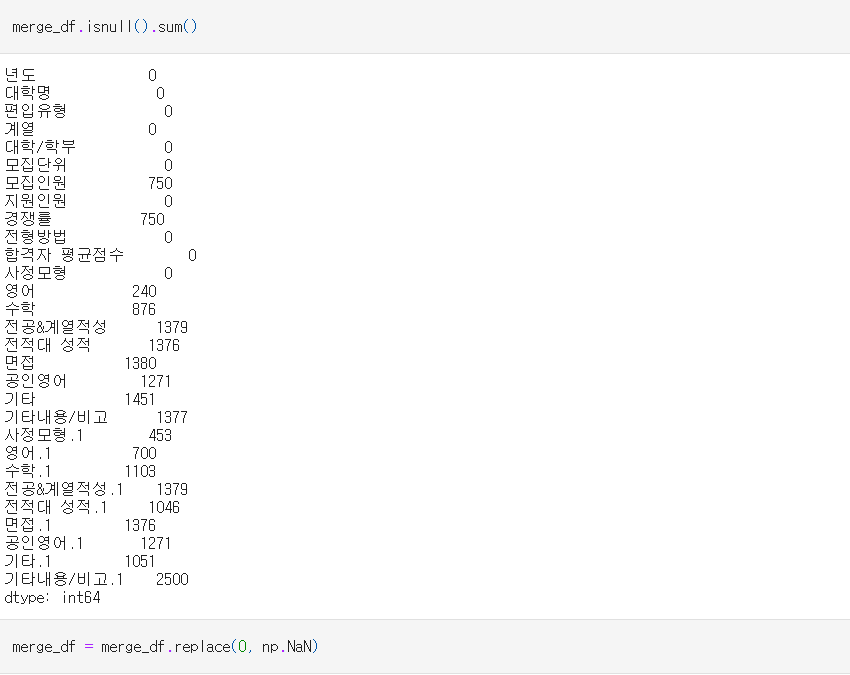 merge_df.isnull().sum()
년도 0
대학명 0
편입유형 0
계열 0
대학/학부 0
모집단위 0
모집인원 750
지원인원 0
경쟁률 750
전형방법 0
합격자 평균점수 0
사정모형 0
영어 240
수학 876
전공&계열적성 1379
전적대 성적 1376
면접 1380
공인영어 1271
기타 1451
기타내용/비고 1377
사정모형.1 453
영어.1 700
수학.1 1103
전공&계열적성.1 1379
전적대 성적.1 1046
면접.1 1376
공인영어.1 1271
기타.1 1051
기타내용/비고.1 2500
dtype: int64
merge_df = merge_df.replace(0, np.NaN)